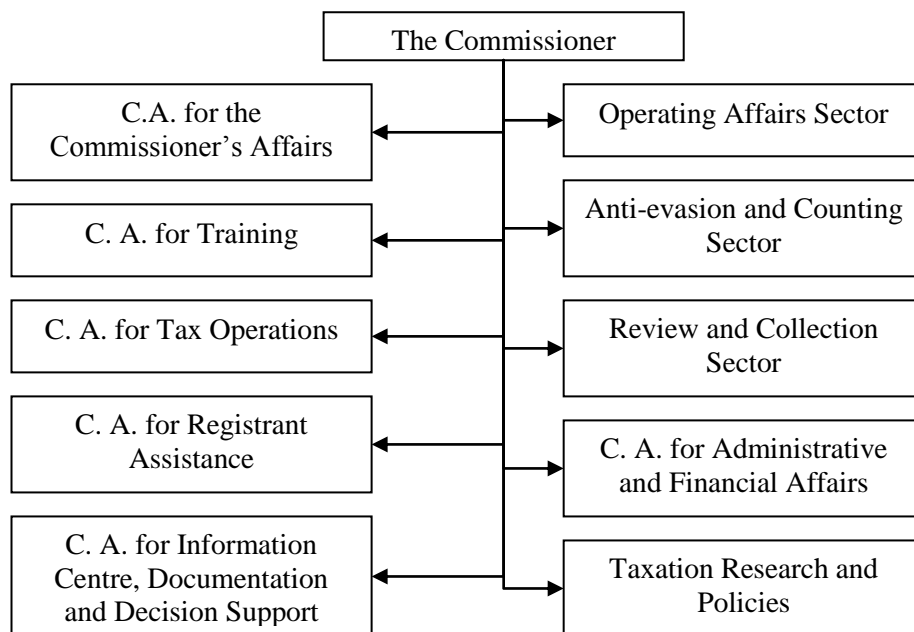 The Commissioner
C.A. for the
Commissioner’s Affairs
Operating Affairs Sector
C. A. for Training
Anti-evasion and Counting
Sector
C. A. for Tax Operations
Review and Collection
Sector
C. A. for Registrant
Assistance
C. A. for Administrative
and Financial Affairs
C. A. for Information
Centre, Documentation
and Decision Support
Taxation Research and
Policies